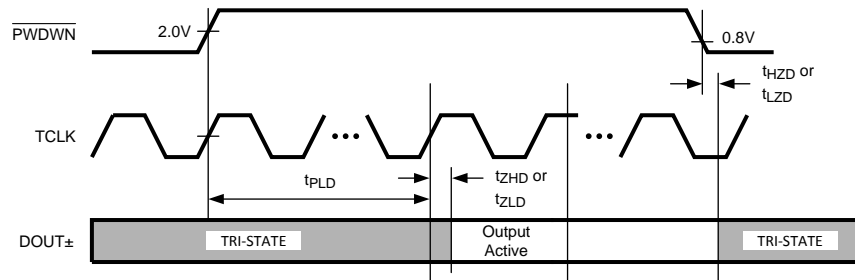 PWDWN
2.0V
0.8V
tHZD or
tLZD
TCLK
•••
•••
tPLD
tZHD or
tZLD
DOUT±
TRI-STATE
Output
Active
TRI-STATE